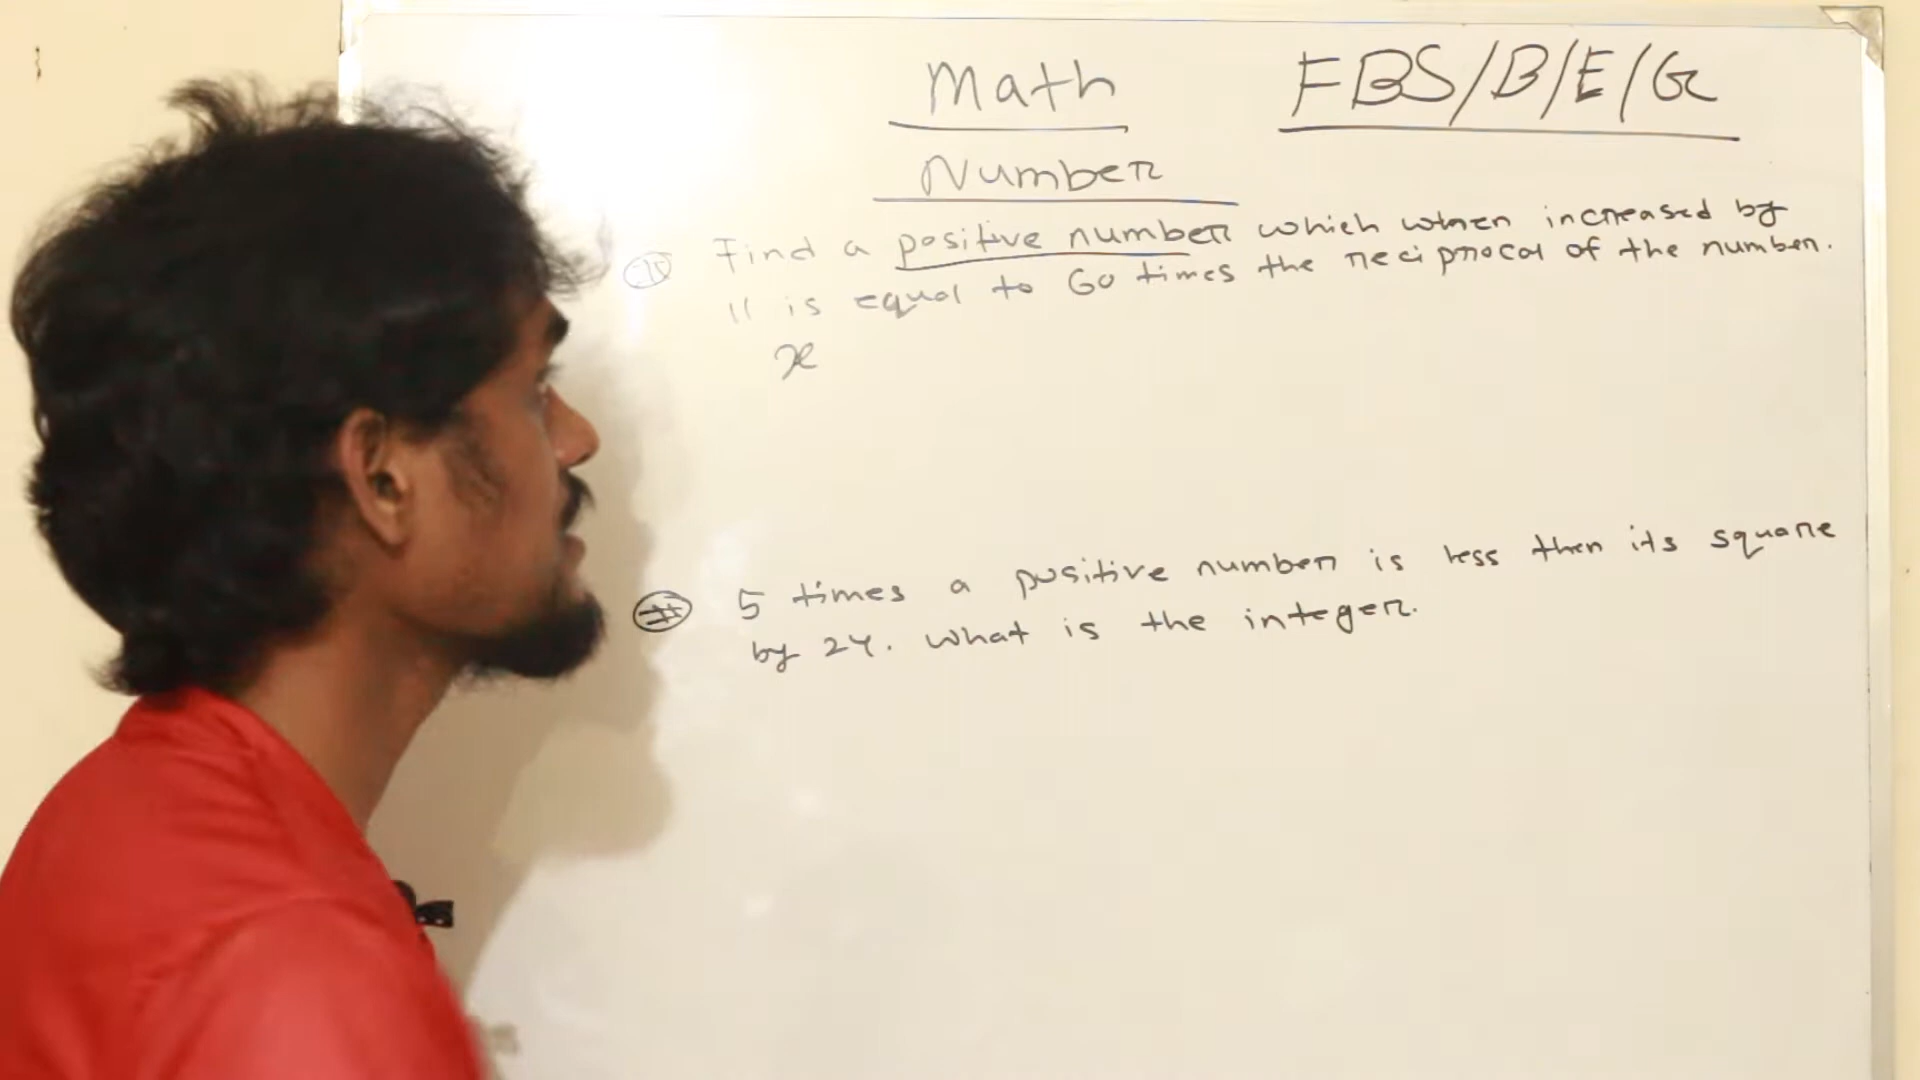 Math
FBS/B/E/G
Number
Find a positive number which when increased by
11 is equal to 60 times the reciprocal of the number.
x
5 times a positive number is less then its square
by 24. What is the integer.